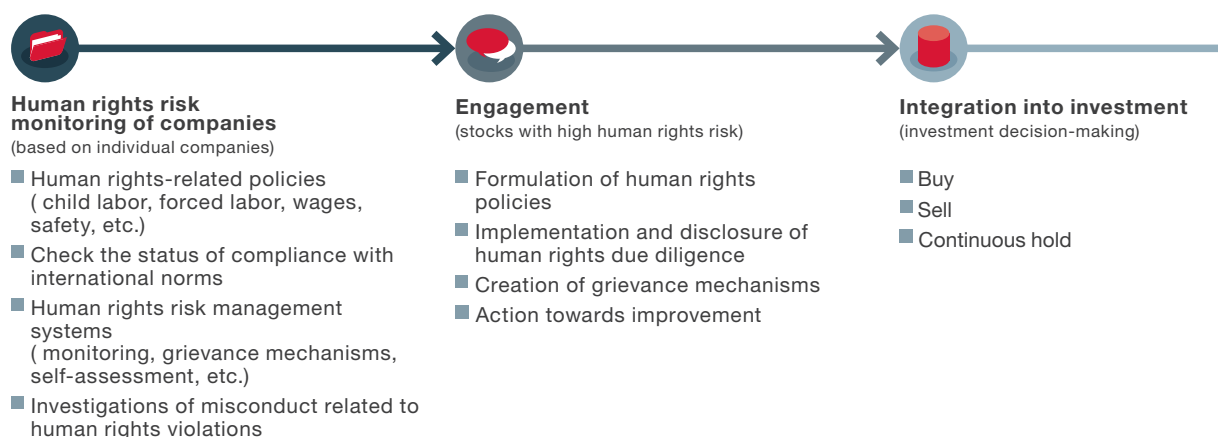 Human rights risk
monitoring of companies
(based on individual companies)
Human rights-related policies
( child labor, forced labor, wages,
safety, etc.)
Check the status of compliance with
international norms
Human rights risk management
systems
( monitoring, grievance mechanisms,
self-assessment, etc.)
Investigations of misconduct related to
human rights violations
Engagement
(stocks with high human rights risk)
Formulation of human rights
policies
Implementation and disclosure of
human rights due diligence
Creation of grievance mechanisms
Action towards improvement
Integration into investment
(investment decision-making)
Buy
Sell
Continuous hold